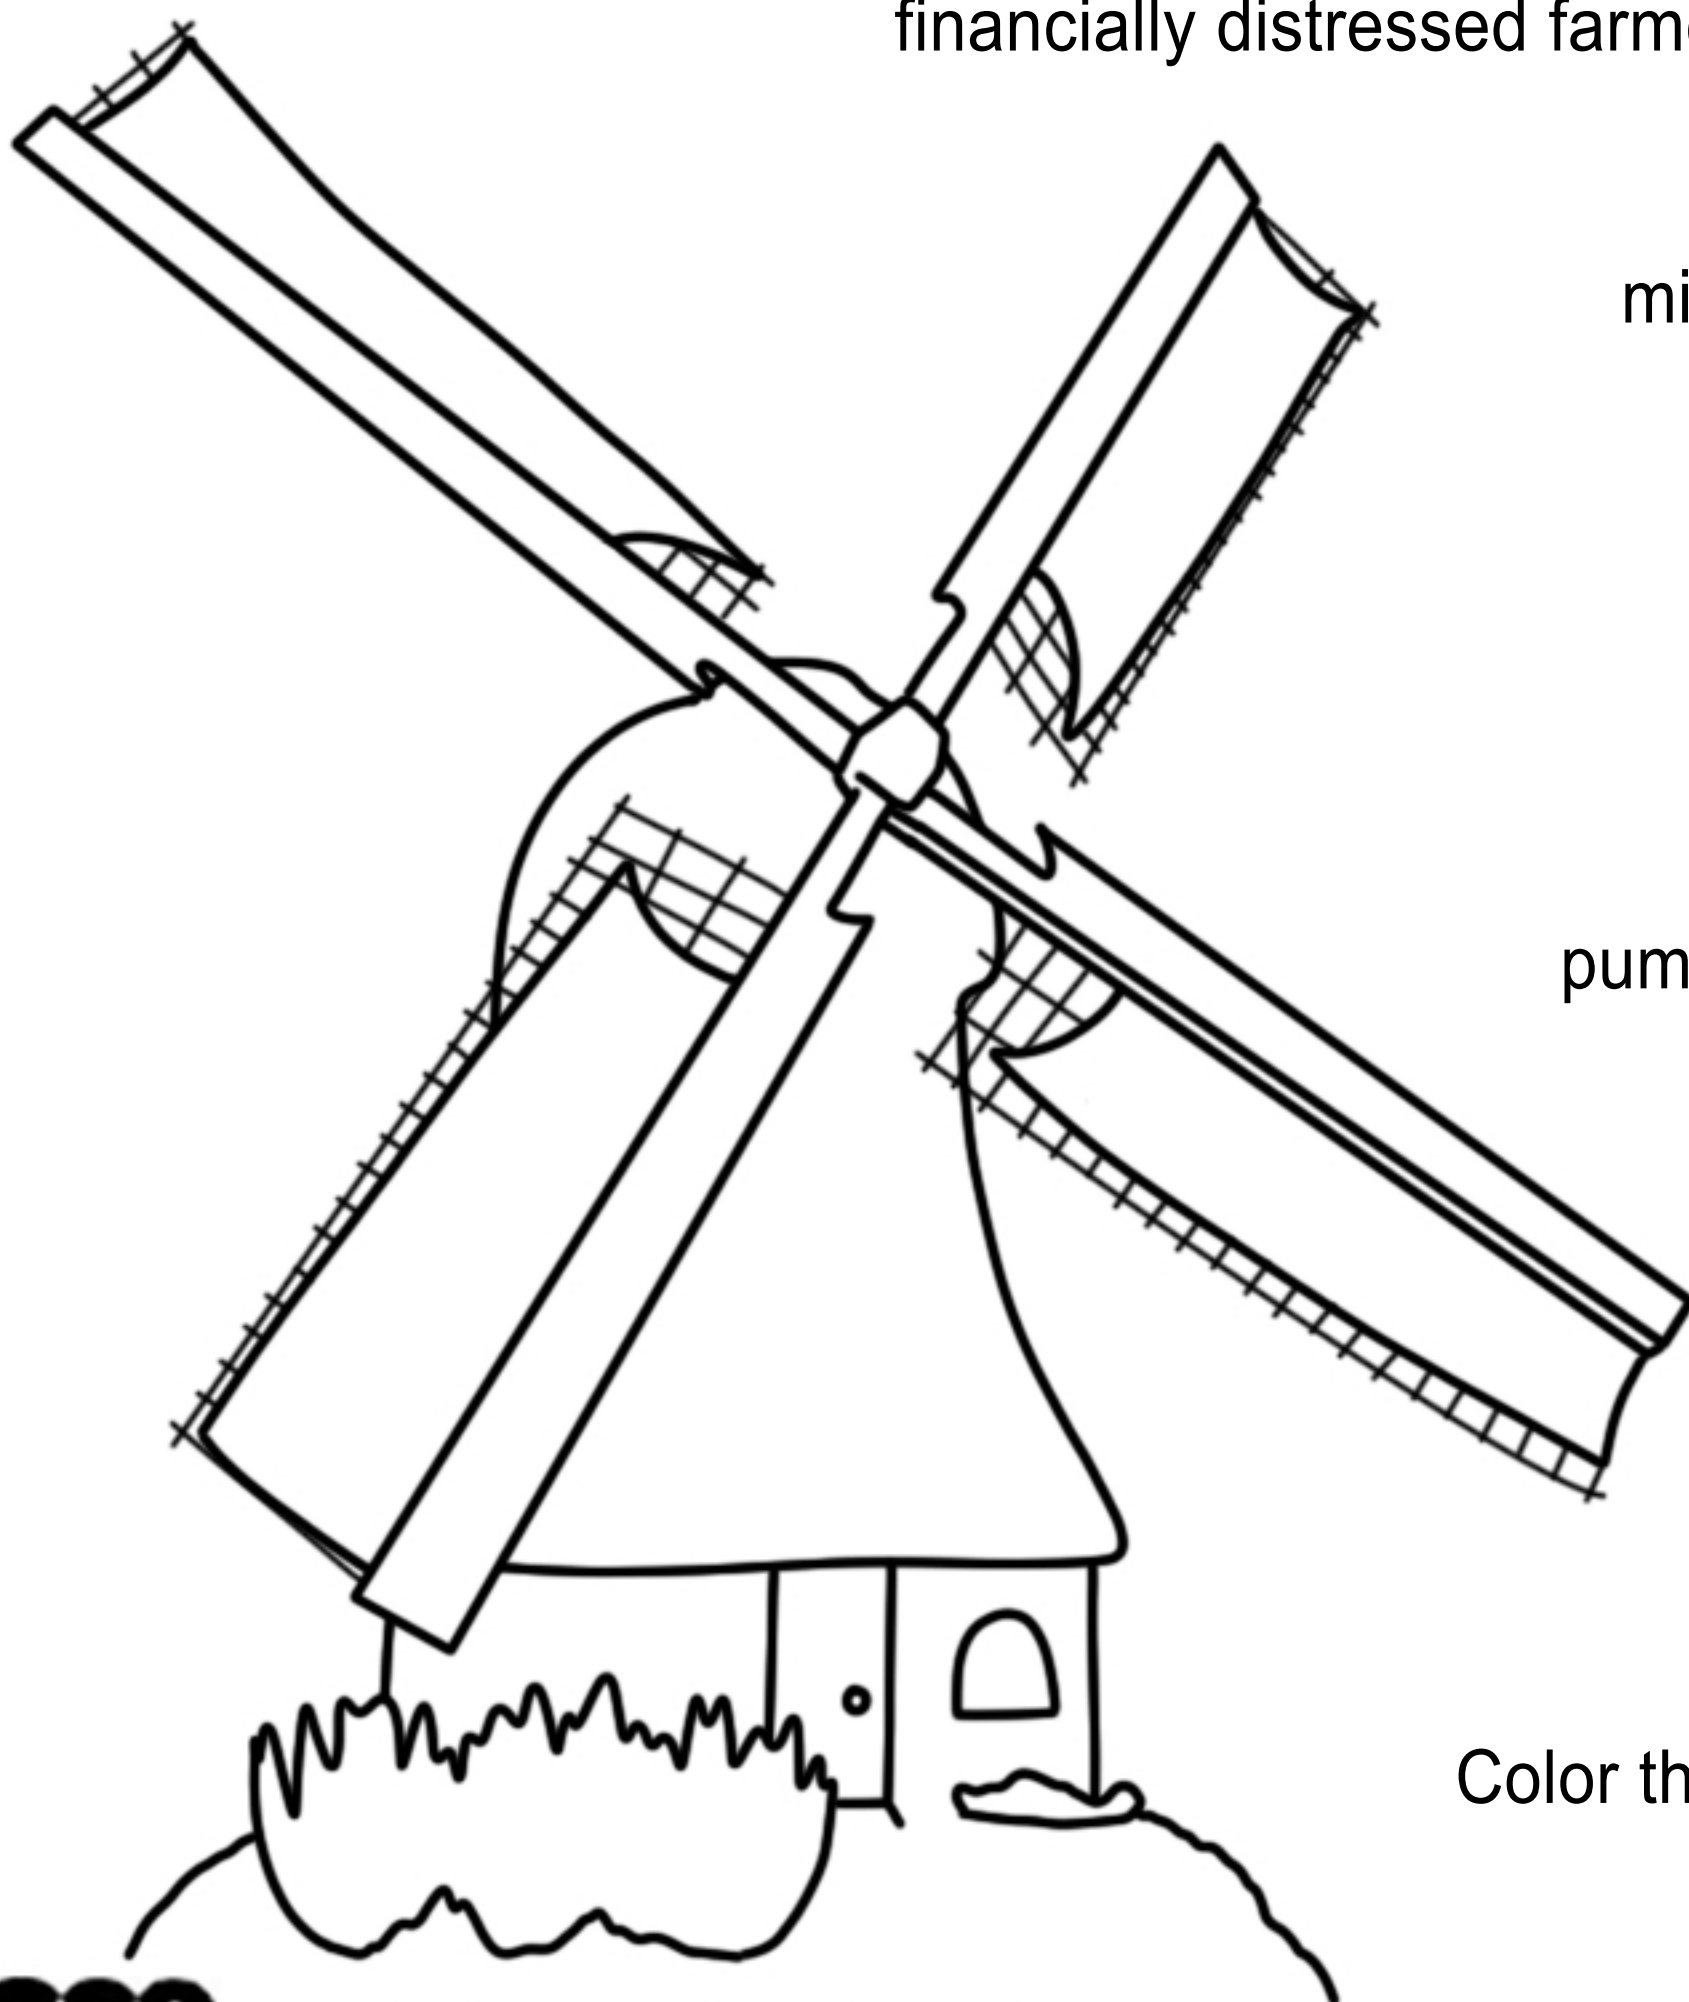 financially distressed farm
mi
pum
Color th